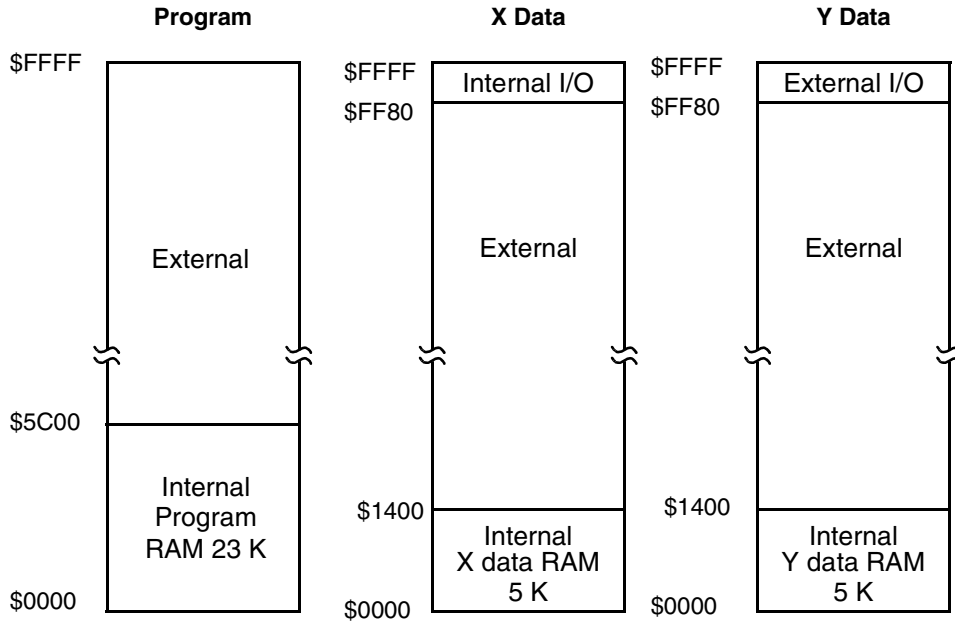 Program
$FFFF
External
$5C00
Internal
Program
RAM 23 K
$0000
X Data
$FFFF
Internal I/O
$FF80
External
$1400
Internal
X data RAM
5 K
$0000
Y Data
$FFFF
External I/O
$FF80
External
$1400
Internal
Y data RAM
5 K
$0000